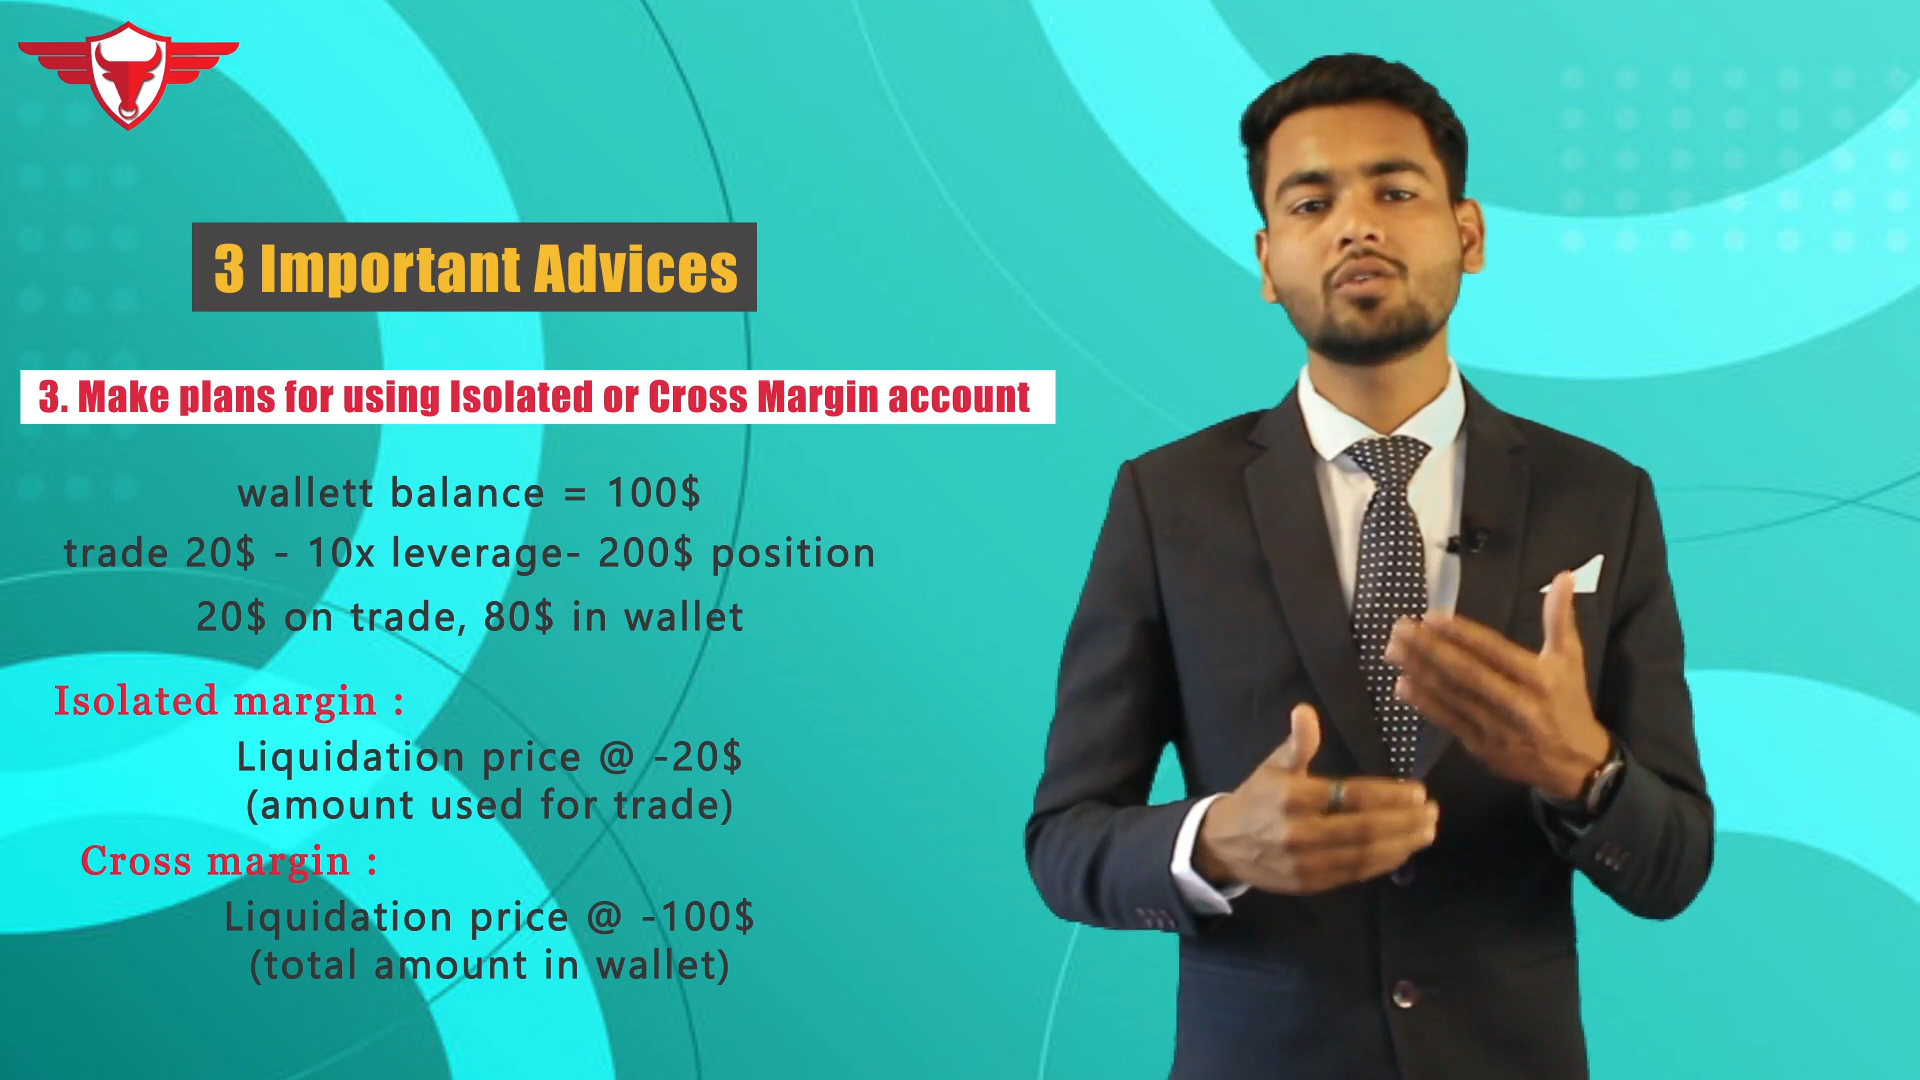 3 Important Advices
3. Make plans for using Isolated or Cross Margin account
wallett balance = 100$
trade 20$ - 10x leverage- 200$ position
20$ on trade, 80$ in wallet
Isolated margin :
Liquidation price @ -20$
(amount used for trade)
Cross margin :
Liquidation price @ -100$
(total amount in wallet)